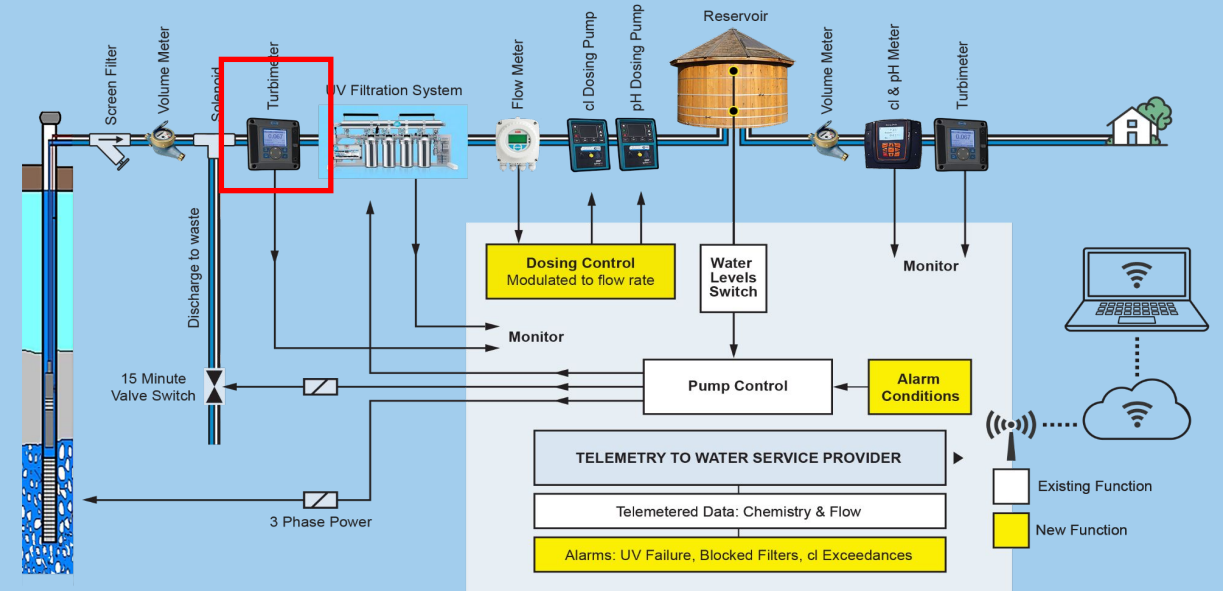 Screen Filter
Volume Meter
Solenoid
Turbimeter
UV Filtration System
Flow Meter
cl Dosing Pump
pH Dosing Pump
Reservoir
Volume Meter
cl & pH Meter
Turbimeter
Discharge to waste
Dosing Control
Modulated to flow rate
Water
Levels
Switch
Monitor
Monitor
15 Minute
Valve Switch
Pump Control
Alarm
Conditions
TELEMETRY TO WATER SERVICE PROVIDER
Telemetered Data: Chemistry & Flow
Alarms: UV Failure, Blocked Filters, cl Exceedances
3 Phase Power
Existing Function
New Function